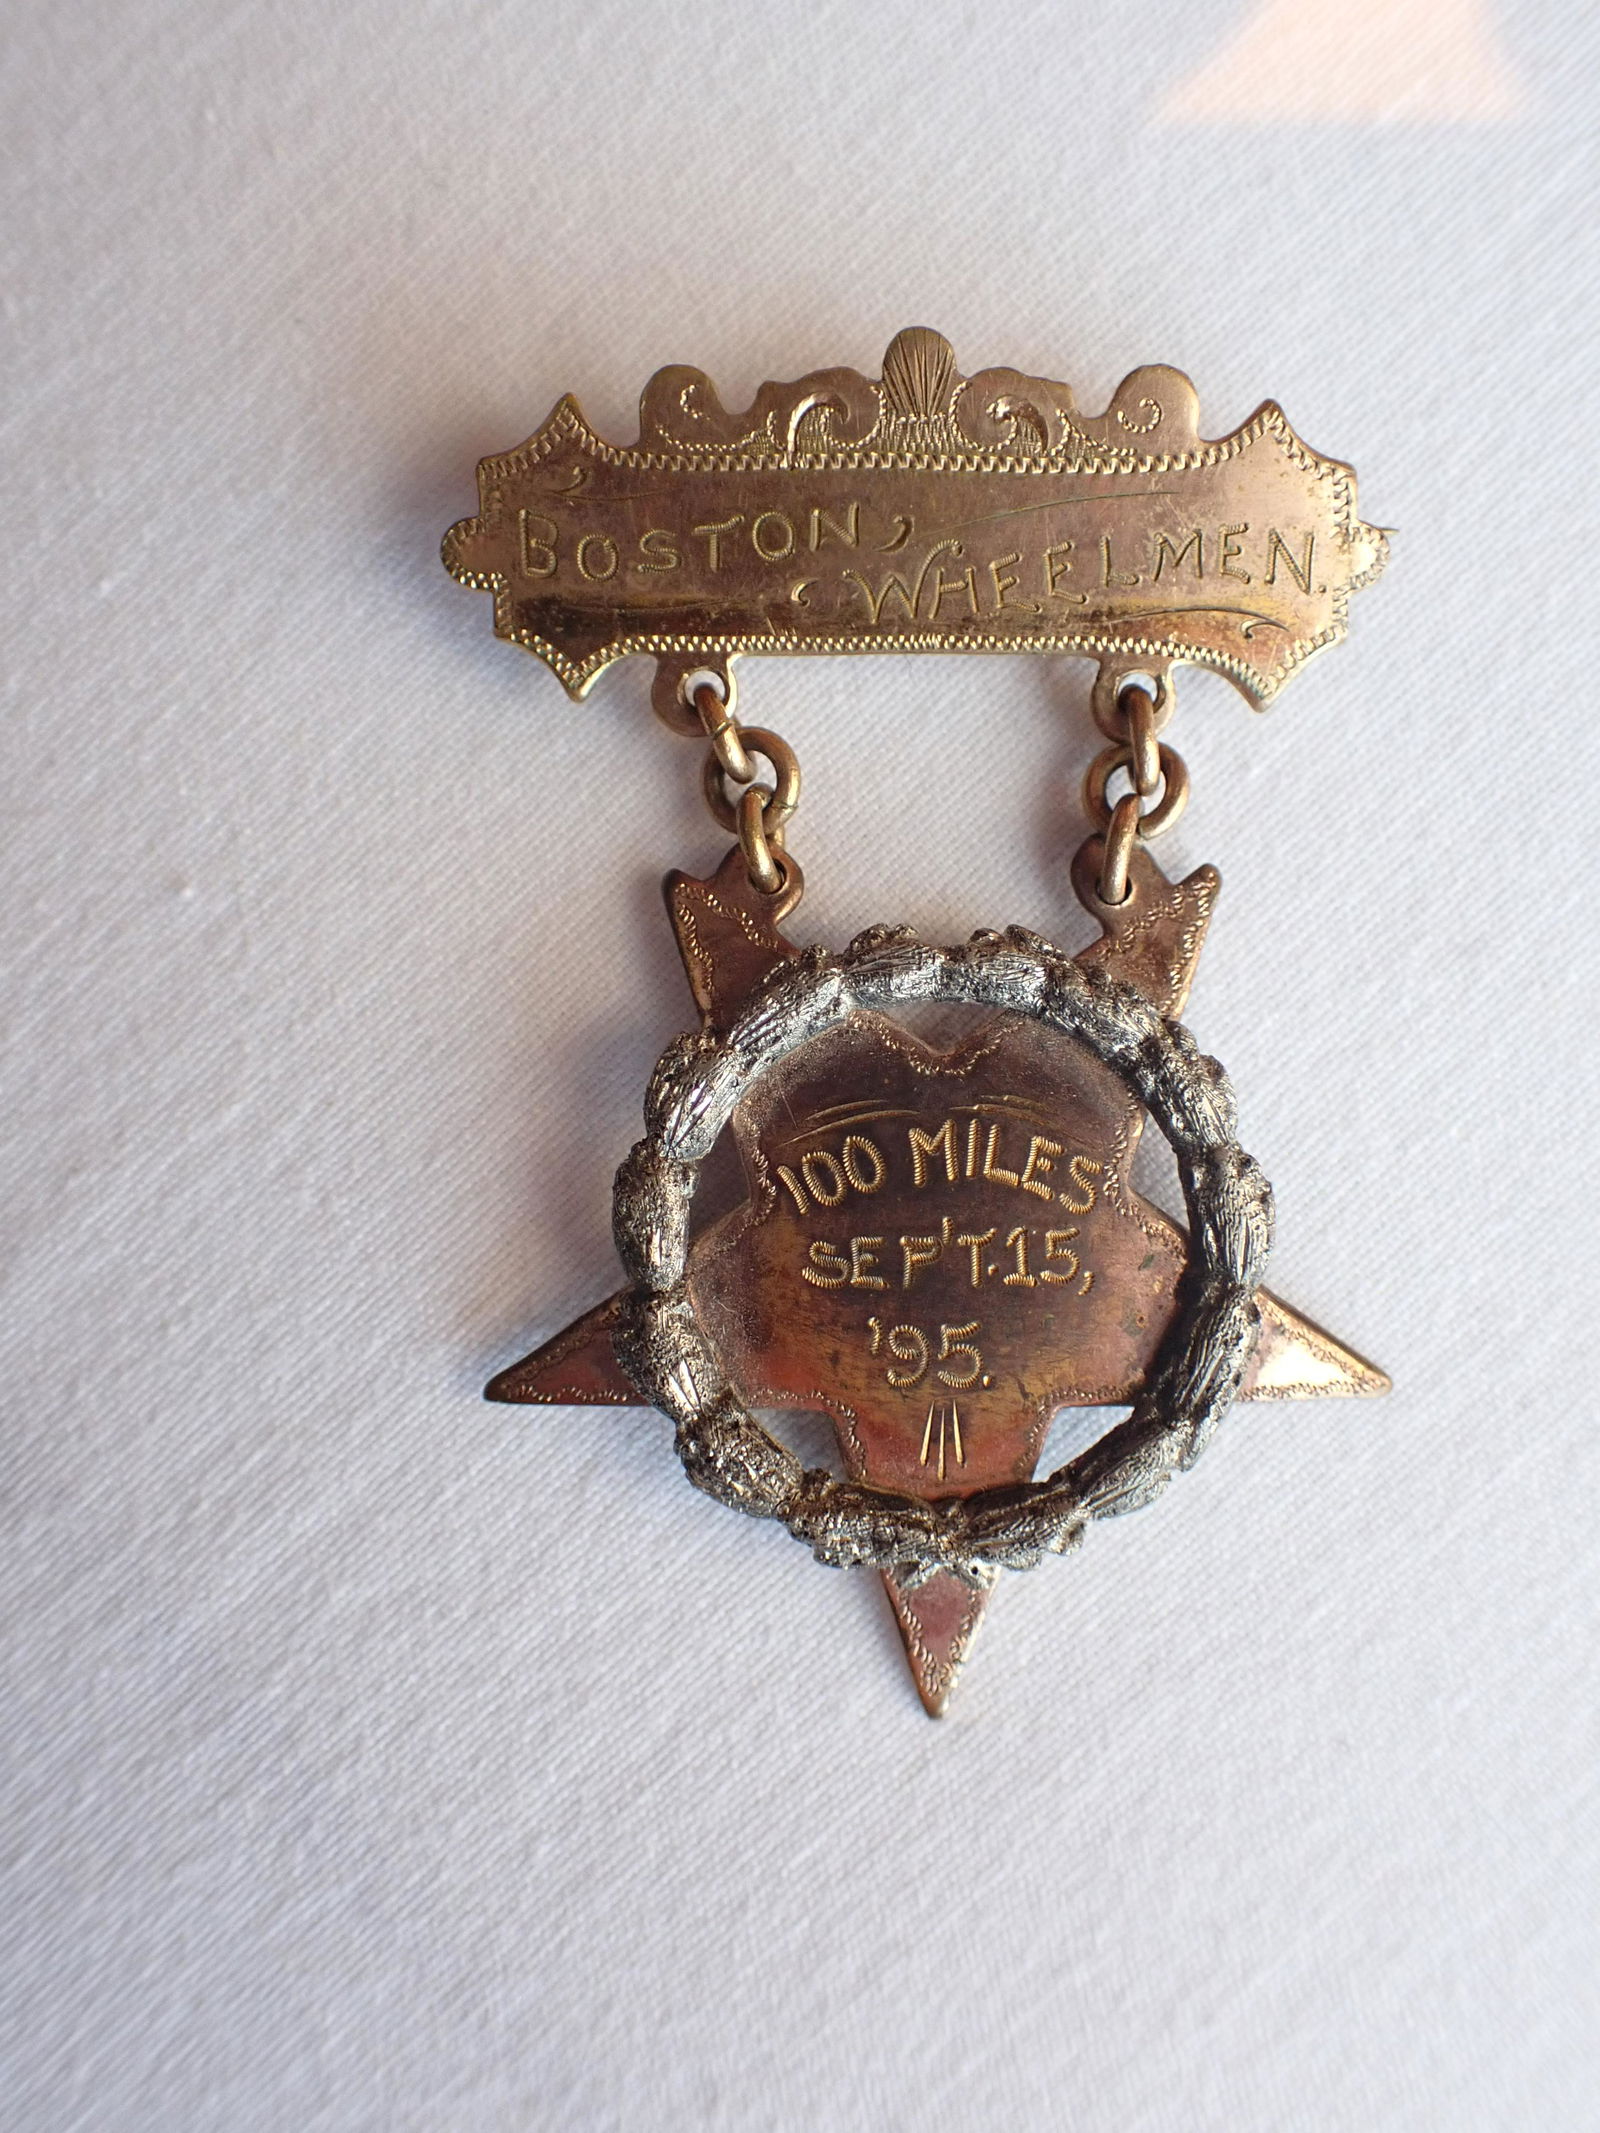 BOSTON,
WHEELMEN.
100 MILES
SEP'T. 15,
'95.